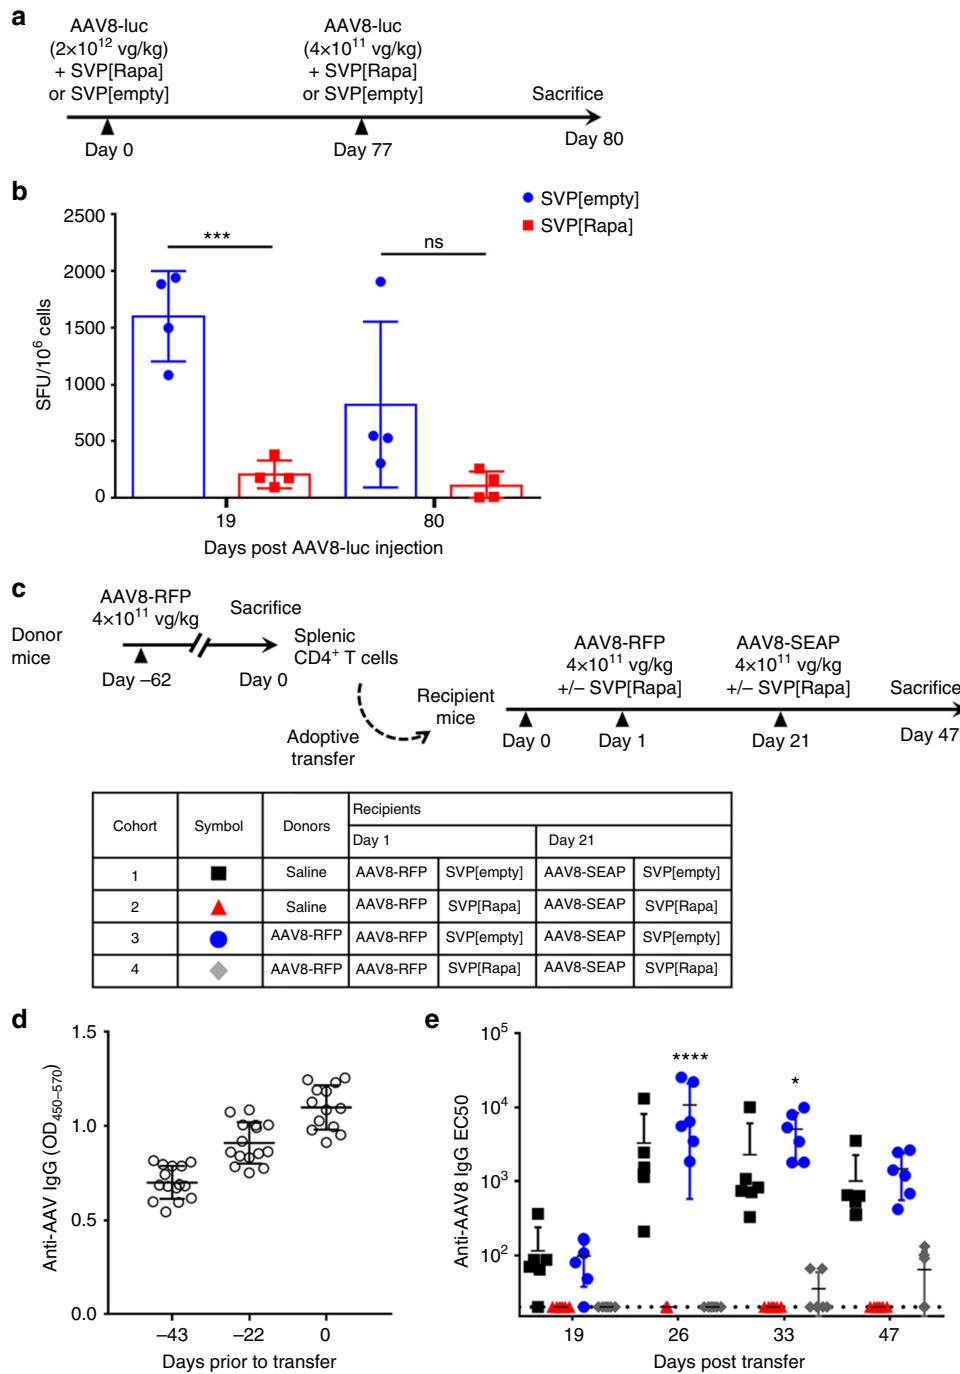 a
AAV8-luc
(2×10¹² vg/kg)
+ SVP[Rapa]
or SVP[empty]
AAV8-luc
(4×10¹¹ vg/kg)
+ SVP[Rapa]
or SVP[empty]
Sacrifice
Day 0
Day 77
Day 80
b
SVP[empty]
SVP[Rapa]
SFU/10⁶ cells
2500
2000
1500
1000
500
0
***
ns
19
80
Days post AAV8-luc injection
c
Donor
mice
AAV8-RFP
4×10¹¹ vg/kg
Sacrifice
Day –62
Day 0
Splenic
CD4⁺ T cells
Adoptive
transfer
Recipient
mice
AAV8-RFP
4×10¹¹ vg/kg
+/– SVP[Rapa]
AAV8-SEAP
4×10¹¹ vg/kg
+/– SVP[Rapa]
Sacrifice
Day 0
Day 1
Day 21
Day 47
Cohort Symbol Donors Recipients
Day 1 Day 21
1 Saline AAV8-RFP SVP[empty] AAV8-SEAP SVP[empty]
2 Saline AAV8-RFP SVP[Rapa] AAV8-SEAP SVP[Rapa]
3 AAV8-RFP AAV8-RFP SVP[empty] AAV8-SEAP SVP[empty]
4 AAV8-RFP AAV8-RFP SVP[Rapa] AAV8-SEAP SVP[Rapa]
d
Anti-AAV IgG (OD₄₅₀₋₅₇₀)
1.5
1.0
0.5
0.0
–43
–22
0
Days prior to transfer
e
Anti-AAV8 IgG EC50
10⁵
10⁴
10³
10²
****
*
19
26
33
47
Days post transfer